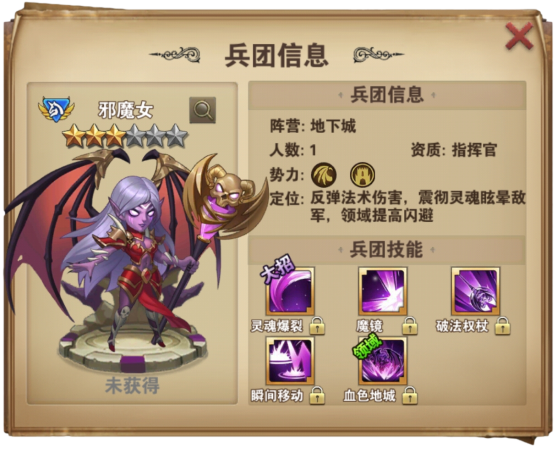 兵团信息
邪魔女
未获得
兵团信息
阵营: 地下城
人数: 1 资质: 指挥官
势力:
定位: 反弹法术伤害，震彻灵魂眩晕敌
军，领域提高闪避
兵团技能
大招
灵魂爆裂 魔镜 破法权杖
领域
瞬间移动 血色地城